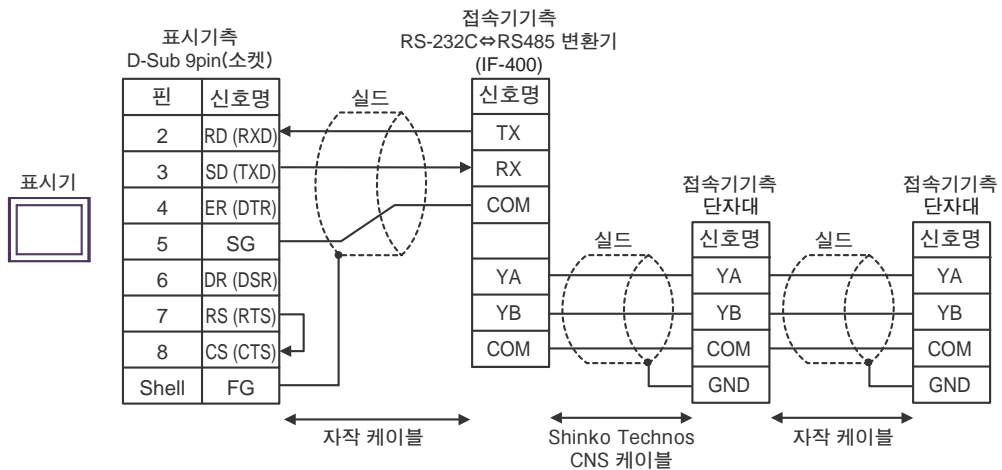 표시기측
D-Sub 9pin(소켓)
접속기기측
RS-232C⇔RS485 변환기
(IF-400)
핀 신호명
2 RD (RXD)
3 SD (TXD)
4 ER (DTR)
5 SG
6 DR (DSR)
7 RS (RTS)
8 CS (CTS)
Shell FG
표시기
실드
신호명
TX
RX
COM
YA
YB
COM
실드
접속기기측
단자대
신호명
YA
YB
COM
GND
실드
접속기기측
단자대
신호명
YA
YB
COM
GND
자작 케이블
Shinko Technos
CNS 케이블
자작 케이블